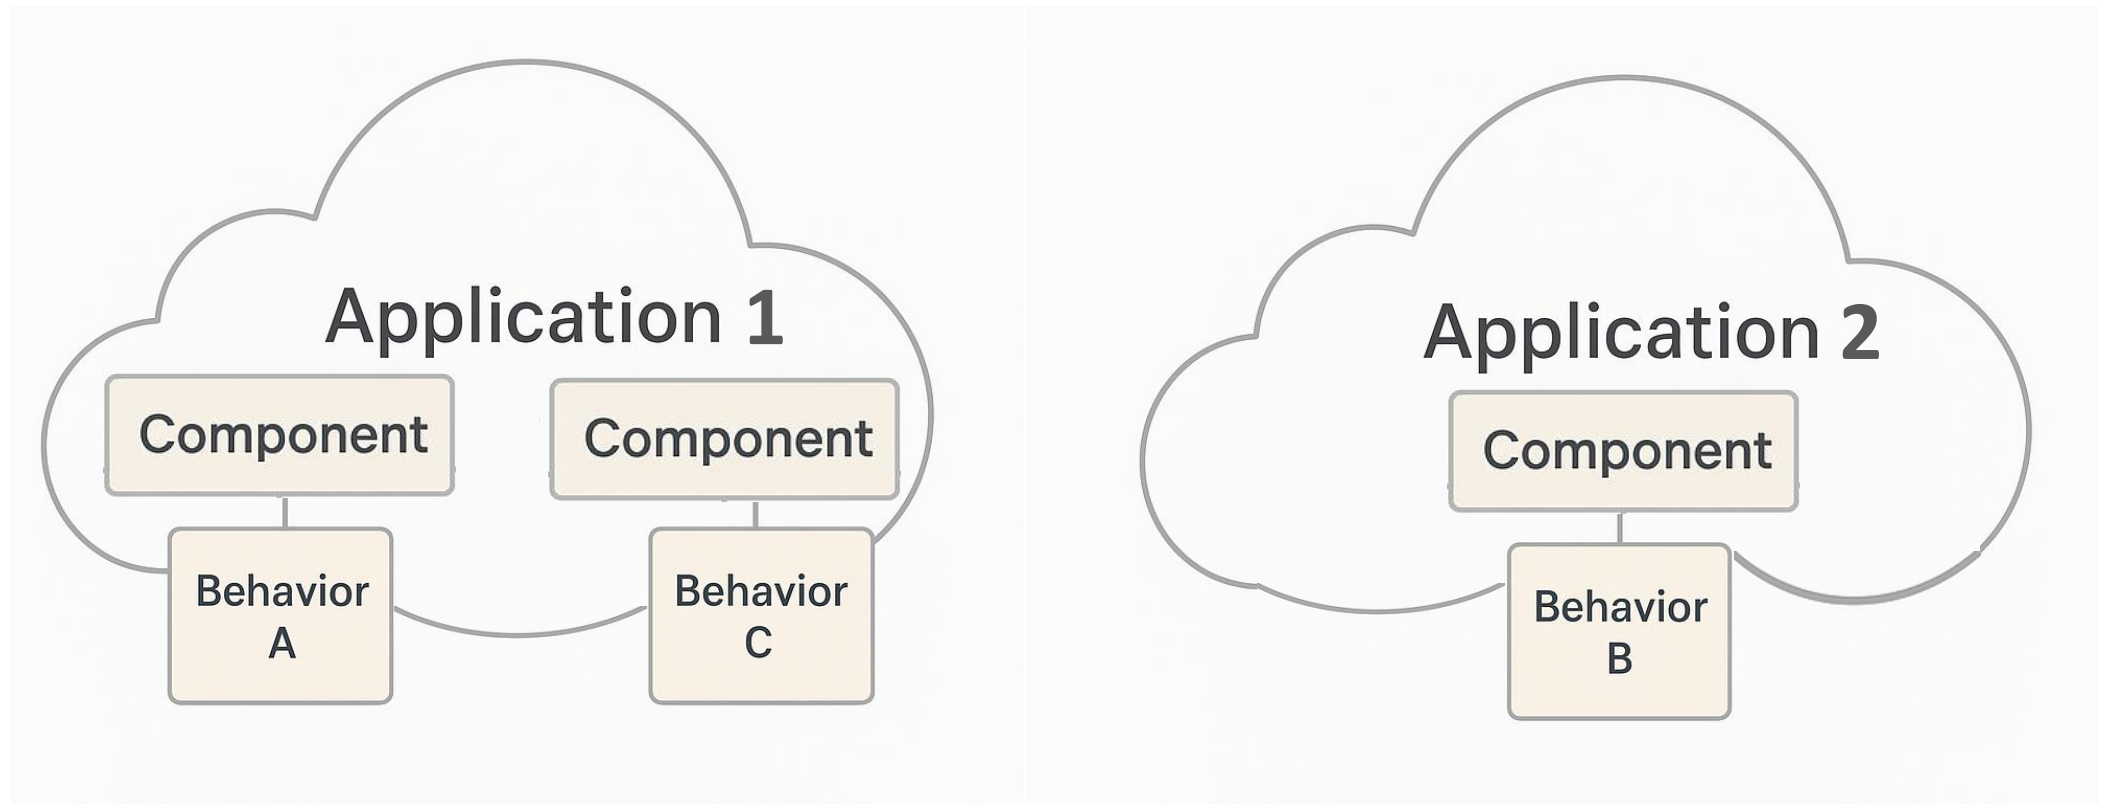 Application 1
Component
Component
Behavior
A
Behavior
C
Application 2
Component
Behavior
B